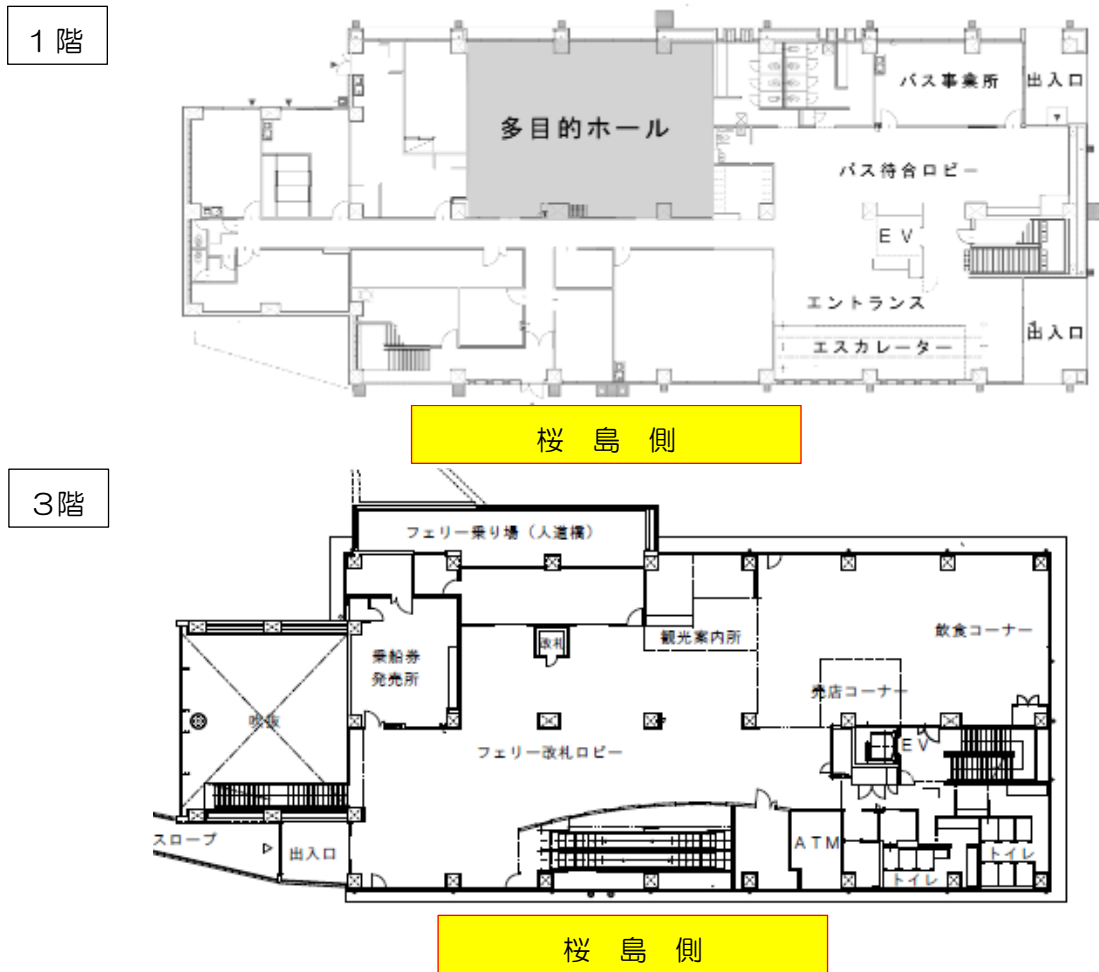 1階
多目的ホール
バス事業所
出入口
バス待合ロビー
EV
エントランス
エスカレーター
出入口
桜島側
3階
フェリー乗り場(人道橋)
乗船券
発売所
改札
観光案内所
飲食コーナー
売店コーナー
吹抜
フェリー改札ロビー
EV
スロープ
出入口
ATM
トイレ
トイレ
桜島側